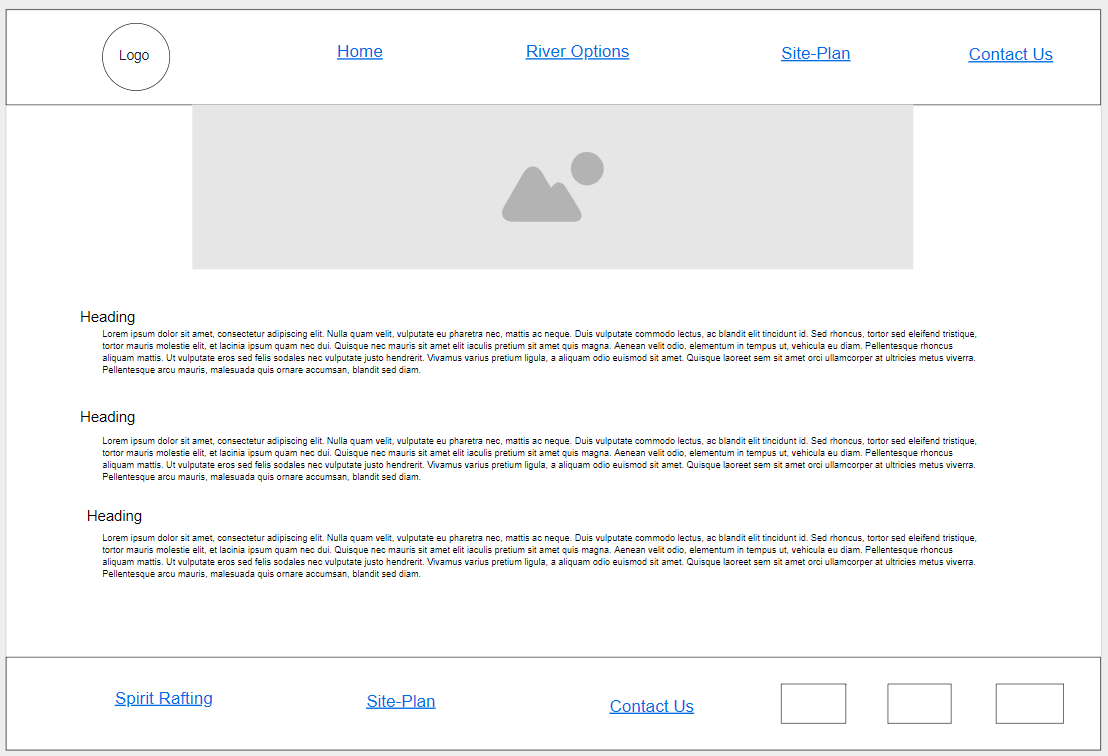 Logo
Home
River Options
Site-Plan
Contact Us
Heading
Lorem ipsum dolor sit amet, consectetur adipiscing elit. Nulla quam velit, vulputate eu pharetra nec, mattis ac neque. Duis vulputate commodo lectus, ac blandit elit tincidunt id. Sed rhoncus, tortor sed eleifend tristique,
tortor mauris molestie elit, et lacinia ipsum quam nec dui. Quisque nec mauris sit amet elit iaculis pretium sit amet quis magna. Aenean velit odio, elementum in tempus ut, vehicula eu diam. Pellentesque rhoncus
aliquam mattis. Ut vulputate eros sed felis sodales nec vulputate justo hendrerit. Vivamus varius pretium ligula, a aliquam odio euismod sit amet. Quisque laoreet sem sit amet orci ullamcorper at ultricies metus viverra.
Pellentesque arcu mauris, malesuada quis ornare accumsan, blandit sed diam.
Heading
Lorem ipsum dolor sit amet, consectetur adipiscing elit. Nulla quam velit, vulputate eu pharetra nec, mattis ac neque. Duis vulputate commodo lectus, ac blandit elit tincidunt id. Sed rhoncus, tortor sed eleifend tristique,
tortor mauris molestie elit, et lacinia ipsum quam nec dui. Quisque nec mauris sit amet elit iaculis pretium sit amet quis magna. Aenean velit odio, elementum in tempus ut, vehicula eu diam. Pellentesque rhoncus
aliquam mattis. Ut vulputate eros sed felis sodales nec vulputate justo hendrerit. Vivamus varius pretium ligula, a aliquam odio euismod sit amet. Quisque laoreet sem sit amet orci ullamcorper at ultricies metus viverra.
Pellentesque arcu mauris, malesuada quis ornare accumsan, blandit sed diam.
Heading
Lorem ipsum dolor sit amet, consectetur adipiscing elit. Nulla quam velit, vulputate eu pharetra nec, mattis ac neque. Duis vulputate commodo lectus, ac blandit elit tincidunt id. Sed rhoncus, tortor sed eleifend tristique,
tortor mauris molestie elit, et lacinia ipsum quam nec dui. Quisque nec mauris sit amet elit iaculis pretium sit amet quis magna. Aenean velit odio, elementum in tempus ut, vehicula eu diam. Pellentesque rhoncus
aliquam mattis. Ut vulputate eros sed felis sodales nec vulputate justo hendrerit. Vivamus varius pretium ligula, a aliquam odio euismod sit amet. Quisque laoreet sem sit amet orci ullamcorper at ultricies metus viverra.
Pellentesque arcu mauris, malesuada quis ornare accumsan, blandit sed diam.
Spirit Rafting
Site-Plan
Contact Us